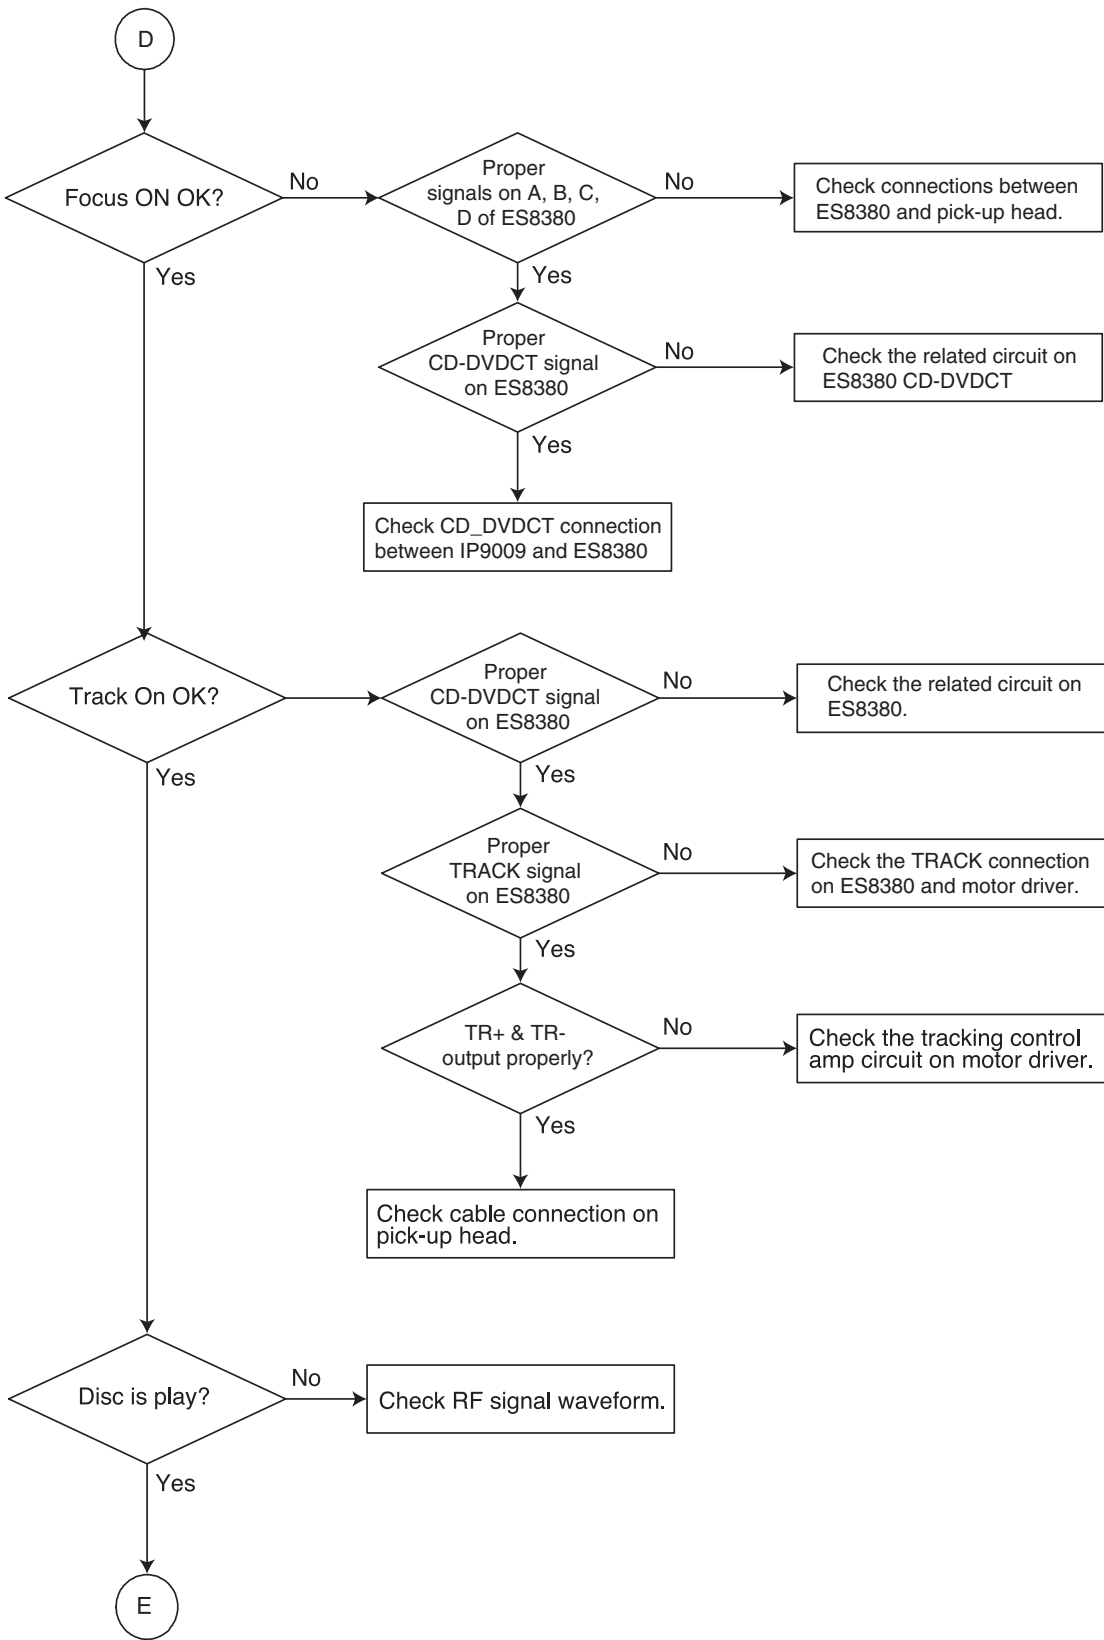 D
Focus ON OK?
No
Proper
signals on A, B, C,
D of ES8380
No
Check connections between
ES8380 and pick-up head.
Yes
Yes
Proper
CD-DVDCT signal
on ES8380
No
Check the related circuit on
ES8380 CD-DVDCT
Yes
Check CD_DVDCT connection
between IP9009 and ES8380
Track On OK?
Proper
CD-DVDCT signal
on ES8380
No
Check the related circuit on
ES8380.
Yes
Yes
Proper
TRACK signal
on ES8380
No
Check the TRACK connection
on ES8380 and motor driver.
Yes
TR+ & TR-
output properly?
No
Check the tracking control
amp circuit on motor driver.
Yes
Check cable connection on
pick-up head.
Disc is play?
No
Check RF signal waveform.
Yes
E